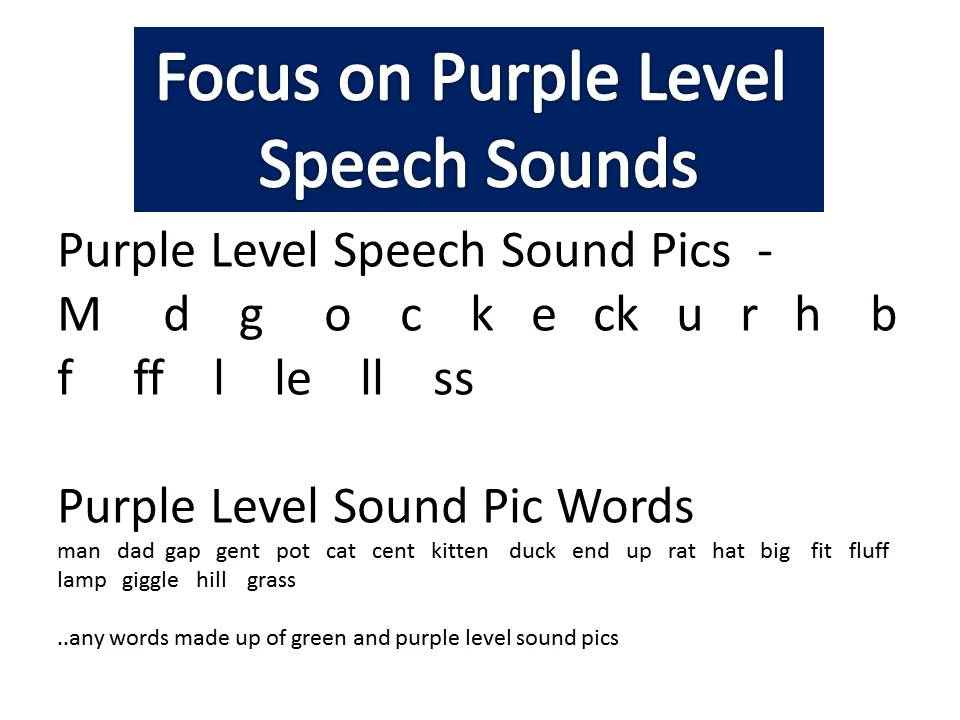 Focus on Purple Level
Speech Sounds
Purple Level Speech Sound Pics -
M d g o c k e ck u r h b
f ff l le ll ss
Purple Level Sound Pic Words
man dad gap gent pot cat cent kitten duck end up rat hat big fit fluff
lamp giggle hill grass
..any words made up of green and purple level sound pics